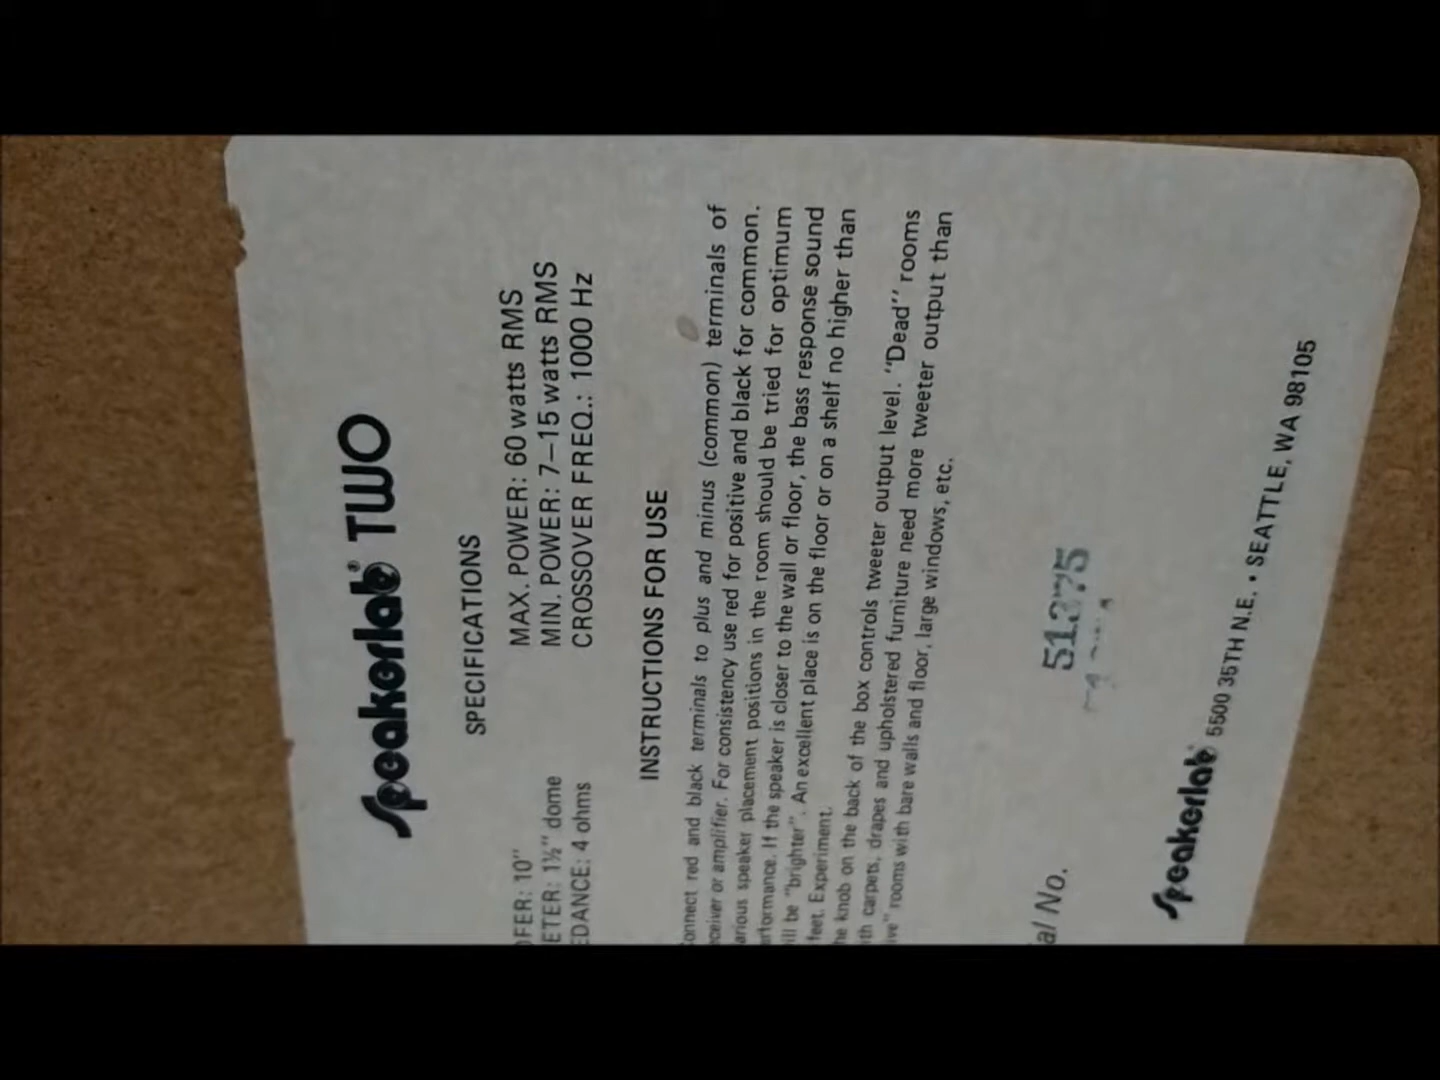 Speakerlab® TWO
SPECIFICATIONS
OFER: 10" MAX. POWER: 60 watts RMS
ETER: 1½" dome MIN. POWER: 7–15 watts RMS
EDANCE: 4 ohms CROSSOVER FREQ.: 1000 Hz
INSTRUCTIONS FOR USE
onnect red and black terminals to plus and minus (common) terminals of
ceiver or amplifier. For consistency use red for positive and black for common.
arious speaker placement positions in the room should be tried for optimum
erformance. If the speaker is closer to the wall or floor, the bass response sound
ill be "brighter". An excellent place is on the floor or on a shelf no higher than
feet. Experiment.
he knob on the back of the box controls tweeter output level. "Dead" rooms
ith carpets, drapes and upholstered furniture need more tweeter output than
ive" rooms with bare walls and floor, large windows, etc.
al No. 51375
Speakerlab® 5500 35TH N.E. • SEATTLE, WA 98105